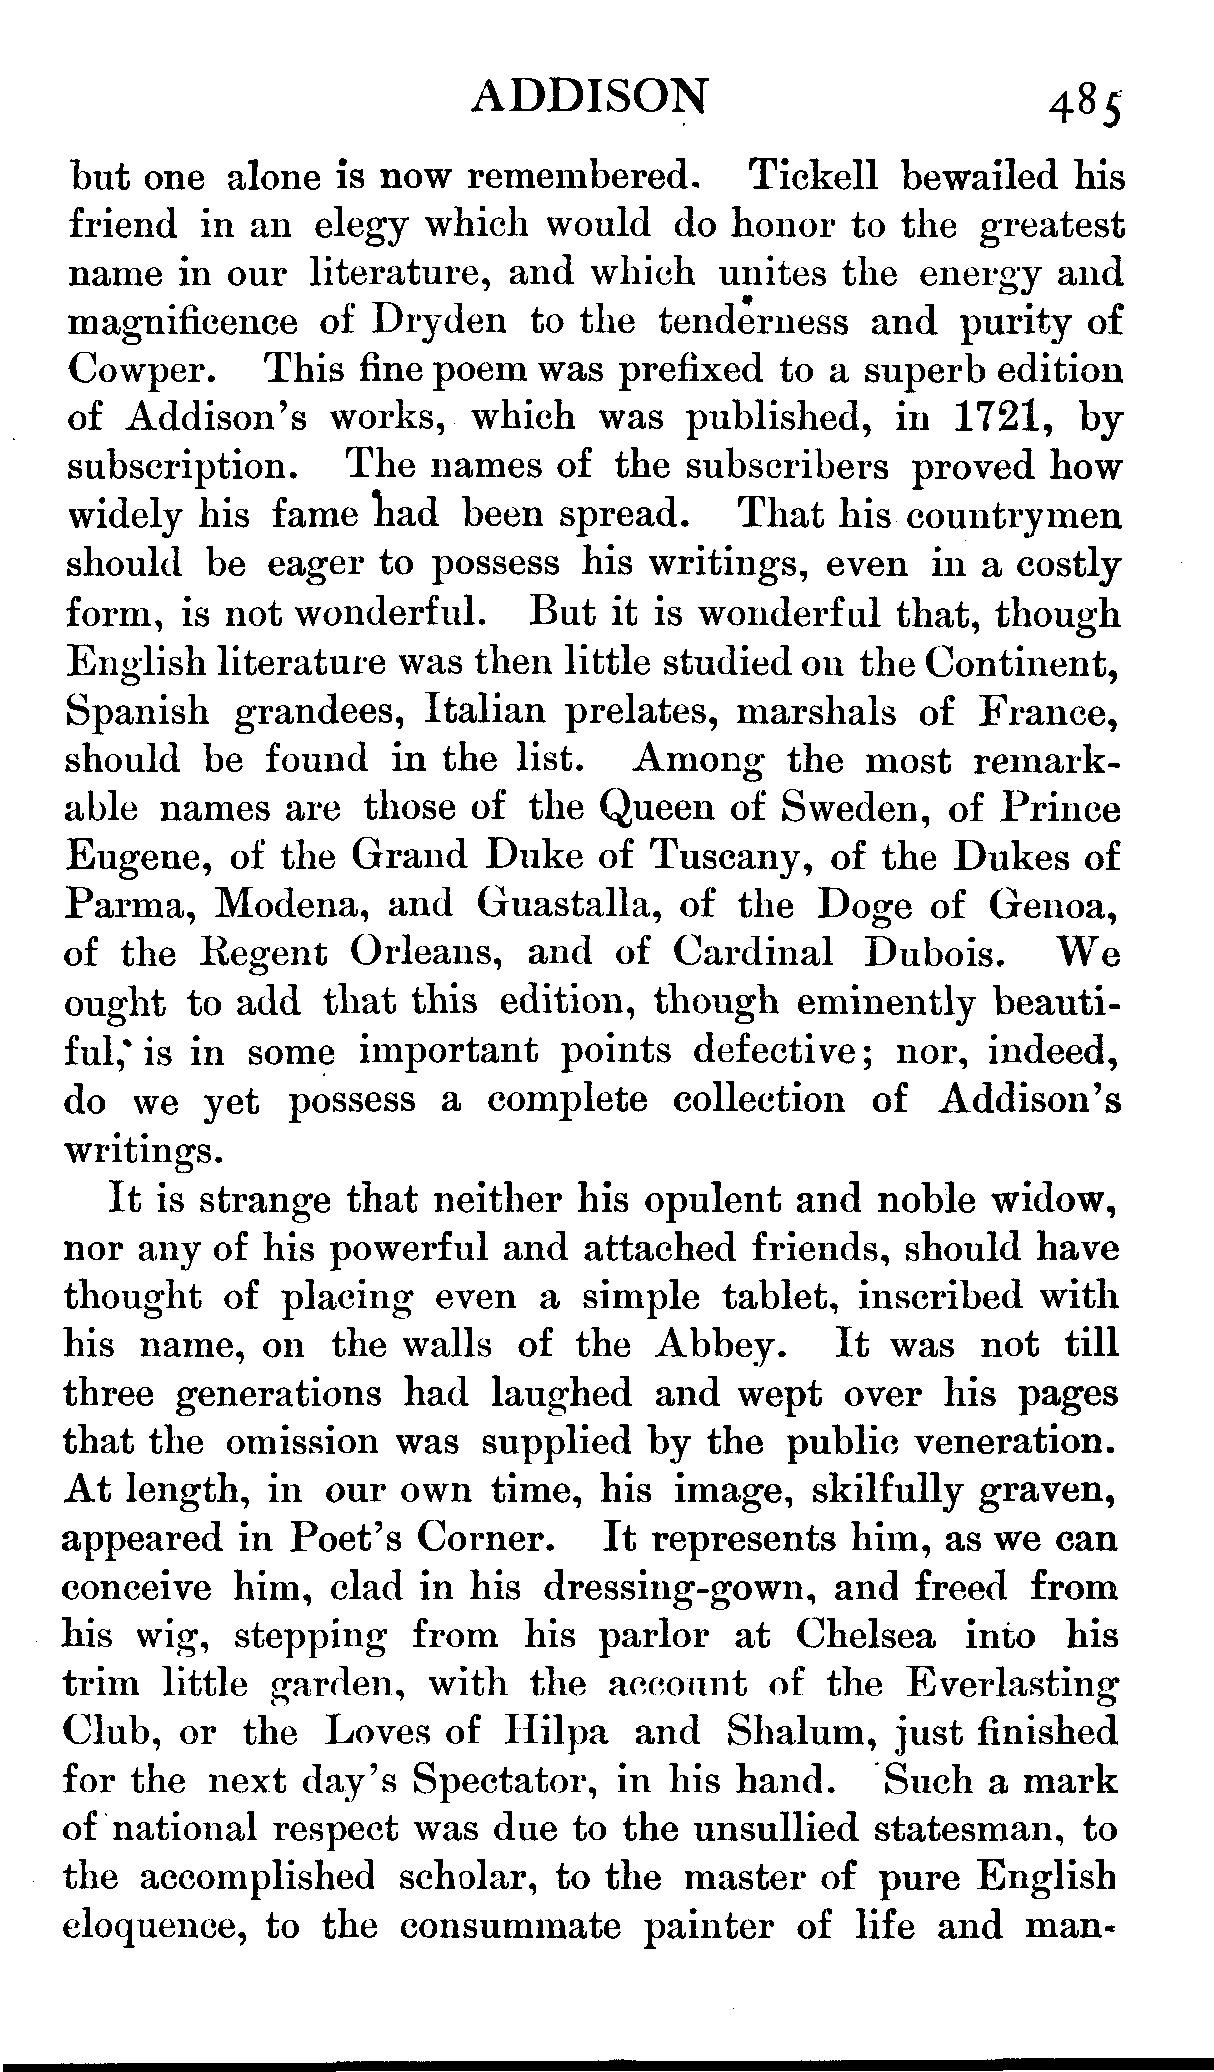 ADDISON 485
but one alone is now remembered. Tickell bewailed his
friend in an elegy which would do honor to the greatest
name in our literature, and which unites the energy and
magnificence of Dryden to the tenderness and purity of
Cowper. This fine poem was prefixed to a superb edition
of Addison's works, which was published, in 1721, by
subscription. The names of the subscribers proved how
widely his fame had been spread. That his countrymen
should be eager to possess his writings, even in a costly
form, is not wonderful. But it is wonderful that, though
English literature was then little studied on the Continent,
Spanish grandees, Italian prelates, marshals of France,
should be found in the list. Among the most remark-
able names are those of the Queen of Sweden, of Prince
Eugene, of the Grand Duke of Tuscany, of the Dukes of
Parma, Modena, and Guastalla, of the Doge of Genoa,
of the Regent Orleans, and of Cardinal Dubois. We
ought to add that this edition, though eminently beauti-
ful, is in some important points defective; nor, indeed,
do we yet possess a complete collection of Addison's
writings.
It is strange that neither his opulent and noble widow,
nor any of his powerful and attached friends, should have
thought of placing even a simple tablet, inscribed with
his name, on the walls of the Abbey. It was not till
three generations had laughed and wept over his pages
that the omission was supplied by the public veneration.
At length, in our own time, his image, skilfully graven,
appeared in Poet's Corner. It represents him, as we can
conceive him, clad in his dressing-gown, and freed from
his wig, stepping from his parlor at Chelsea into his
trim little garden, with the account of the Everlasting
Club, or the Loves of Hilpa and Shalum, just finished
for the next day's Spectator, in his hand. Such a mark
of national respect was due to the unsullied statesman, to
the accomplished scholar, to the master of pure English
eloquence, to the consummate painter of life and man-